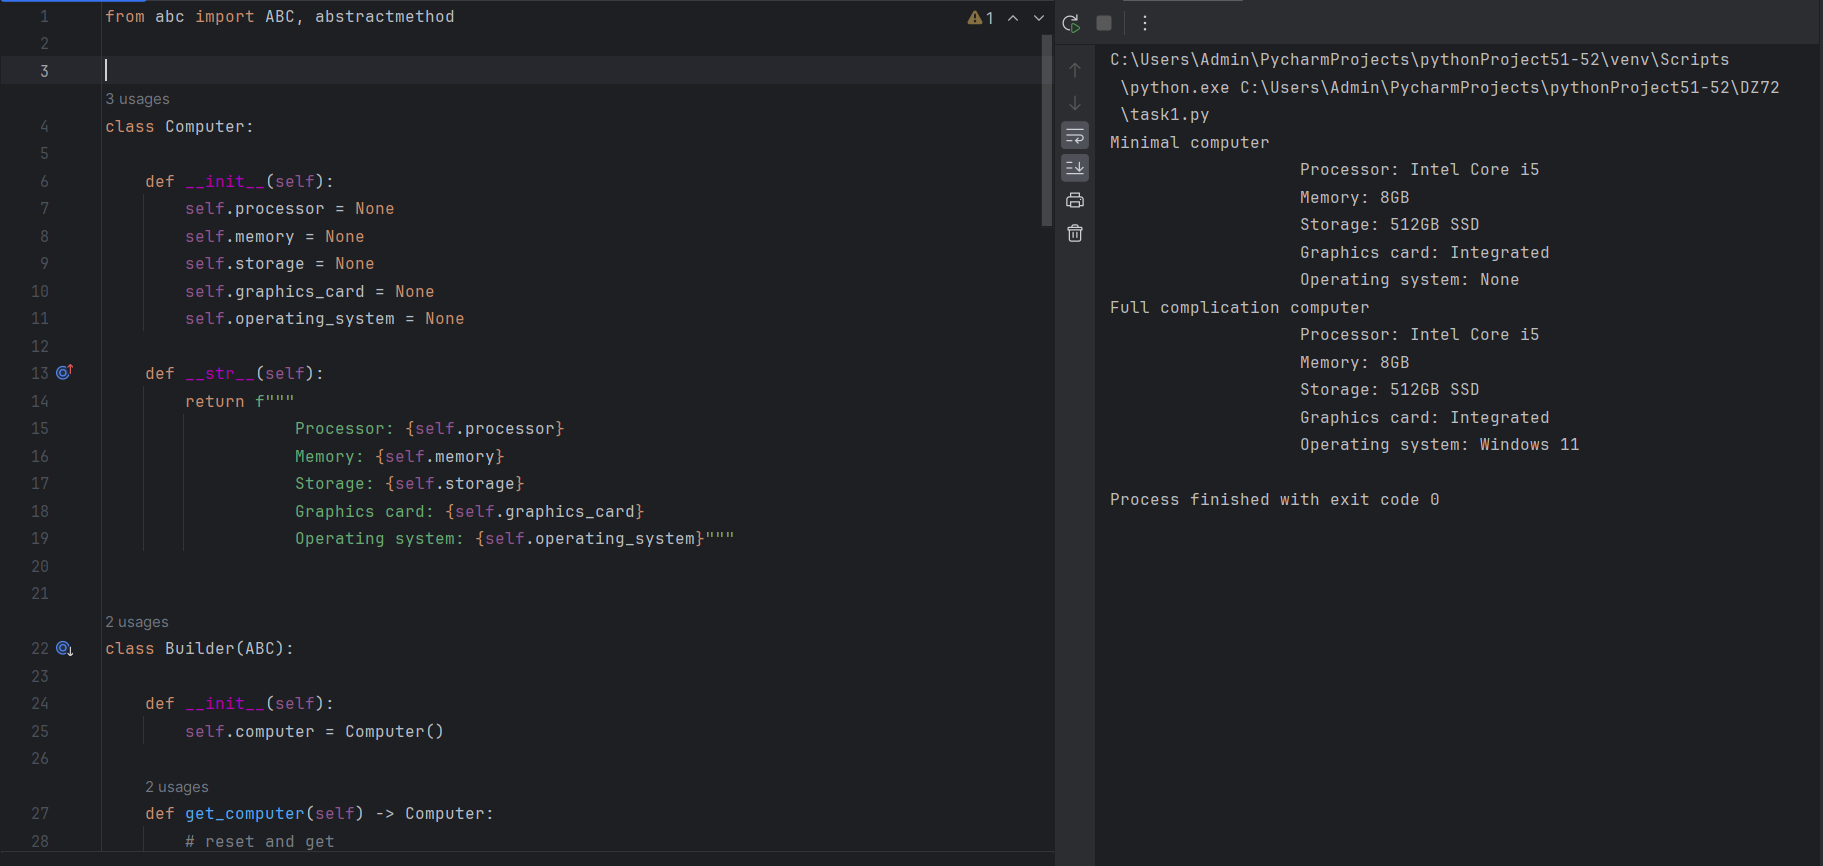 1 from abc import ABC, abstractmethod
1
2
3
3 usages
4 class Computer:
5
6     def __init__(self):
7         self.processor = None
8         self.memory = None
9         self.storage = None
10         self.graphics_card = None
11         self.operating_system = None
12
13     def __str__(self):
14         return f"""
15                    Processor: {self.processor}
16                    Memory: {self.memory}
17                    Storage: {self.storage}
18                    Graphics card: {self.graphics_card}
19                    Operating system: {self.operating_system}"""
20
21
2 usages
22 class Builder(ABC):
23
24     def __init__(self):
25         self.computer = Computer()
26
2 usages
27     def get_computer(self) -> Computer:
28         # reset and get
C:\Users\Admin\PycharmProjects\pythonProject51-52\venv\Scripts
\python.exe C:\Users\Admin\PycharmProjects\pythonProject51-52\DZ72
\task1.py
Minimal computer
                   Processor: Intel Core i5
                   Memory: 8GB
                   Storage: 512GB SSD
                   Graphics card: Integrated
                   Operating system: None
Full complication computer
                   Processor: Intel Core i5
                   Memory: 8GB
                   Storage: 512GB SSD
                   Graphics card: Integrated
                   Operating system: Windows 11

Process finished with exit code 0